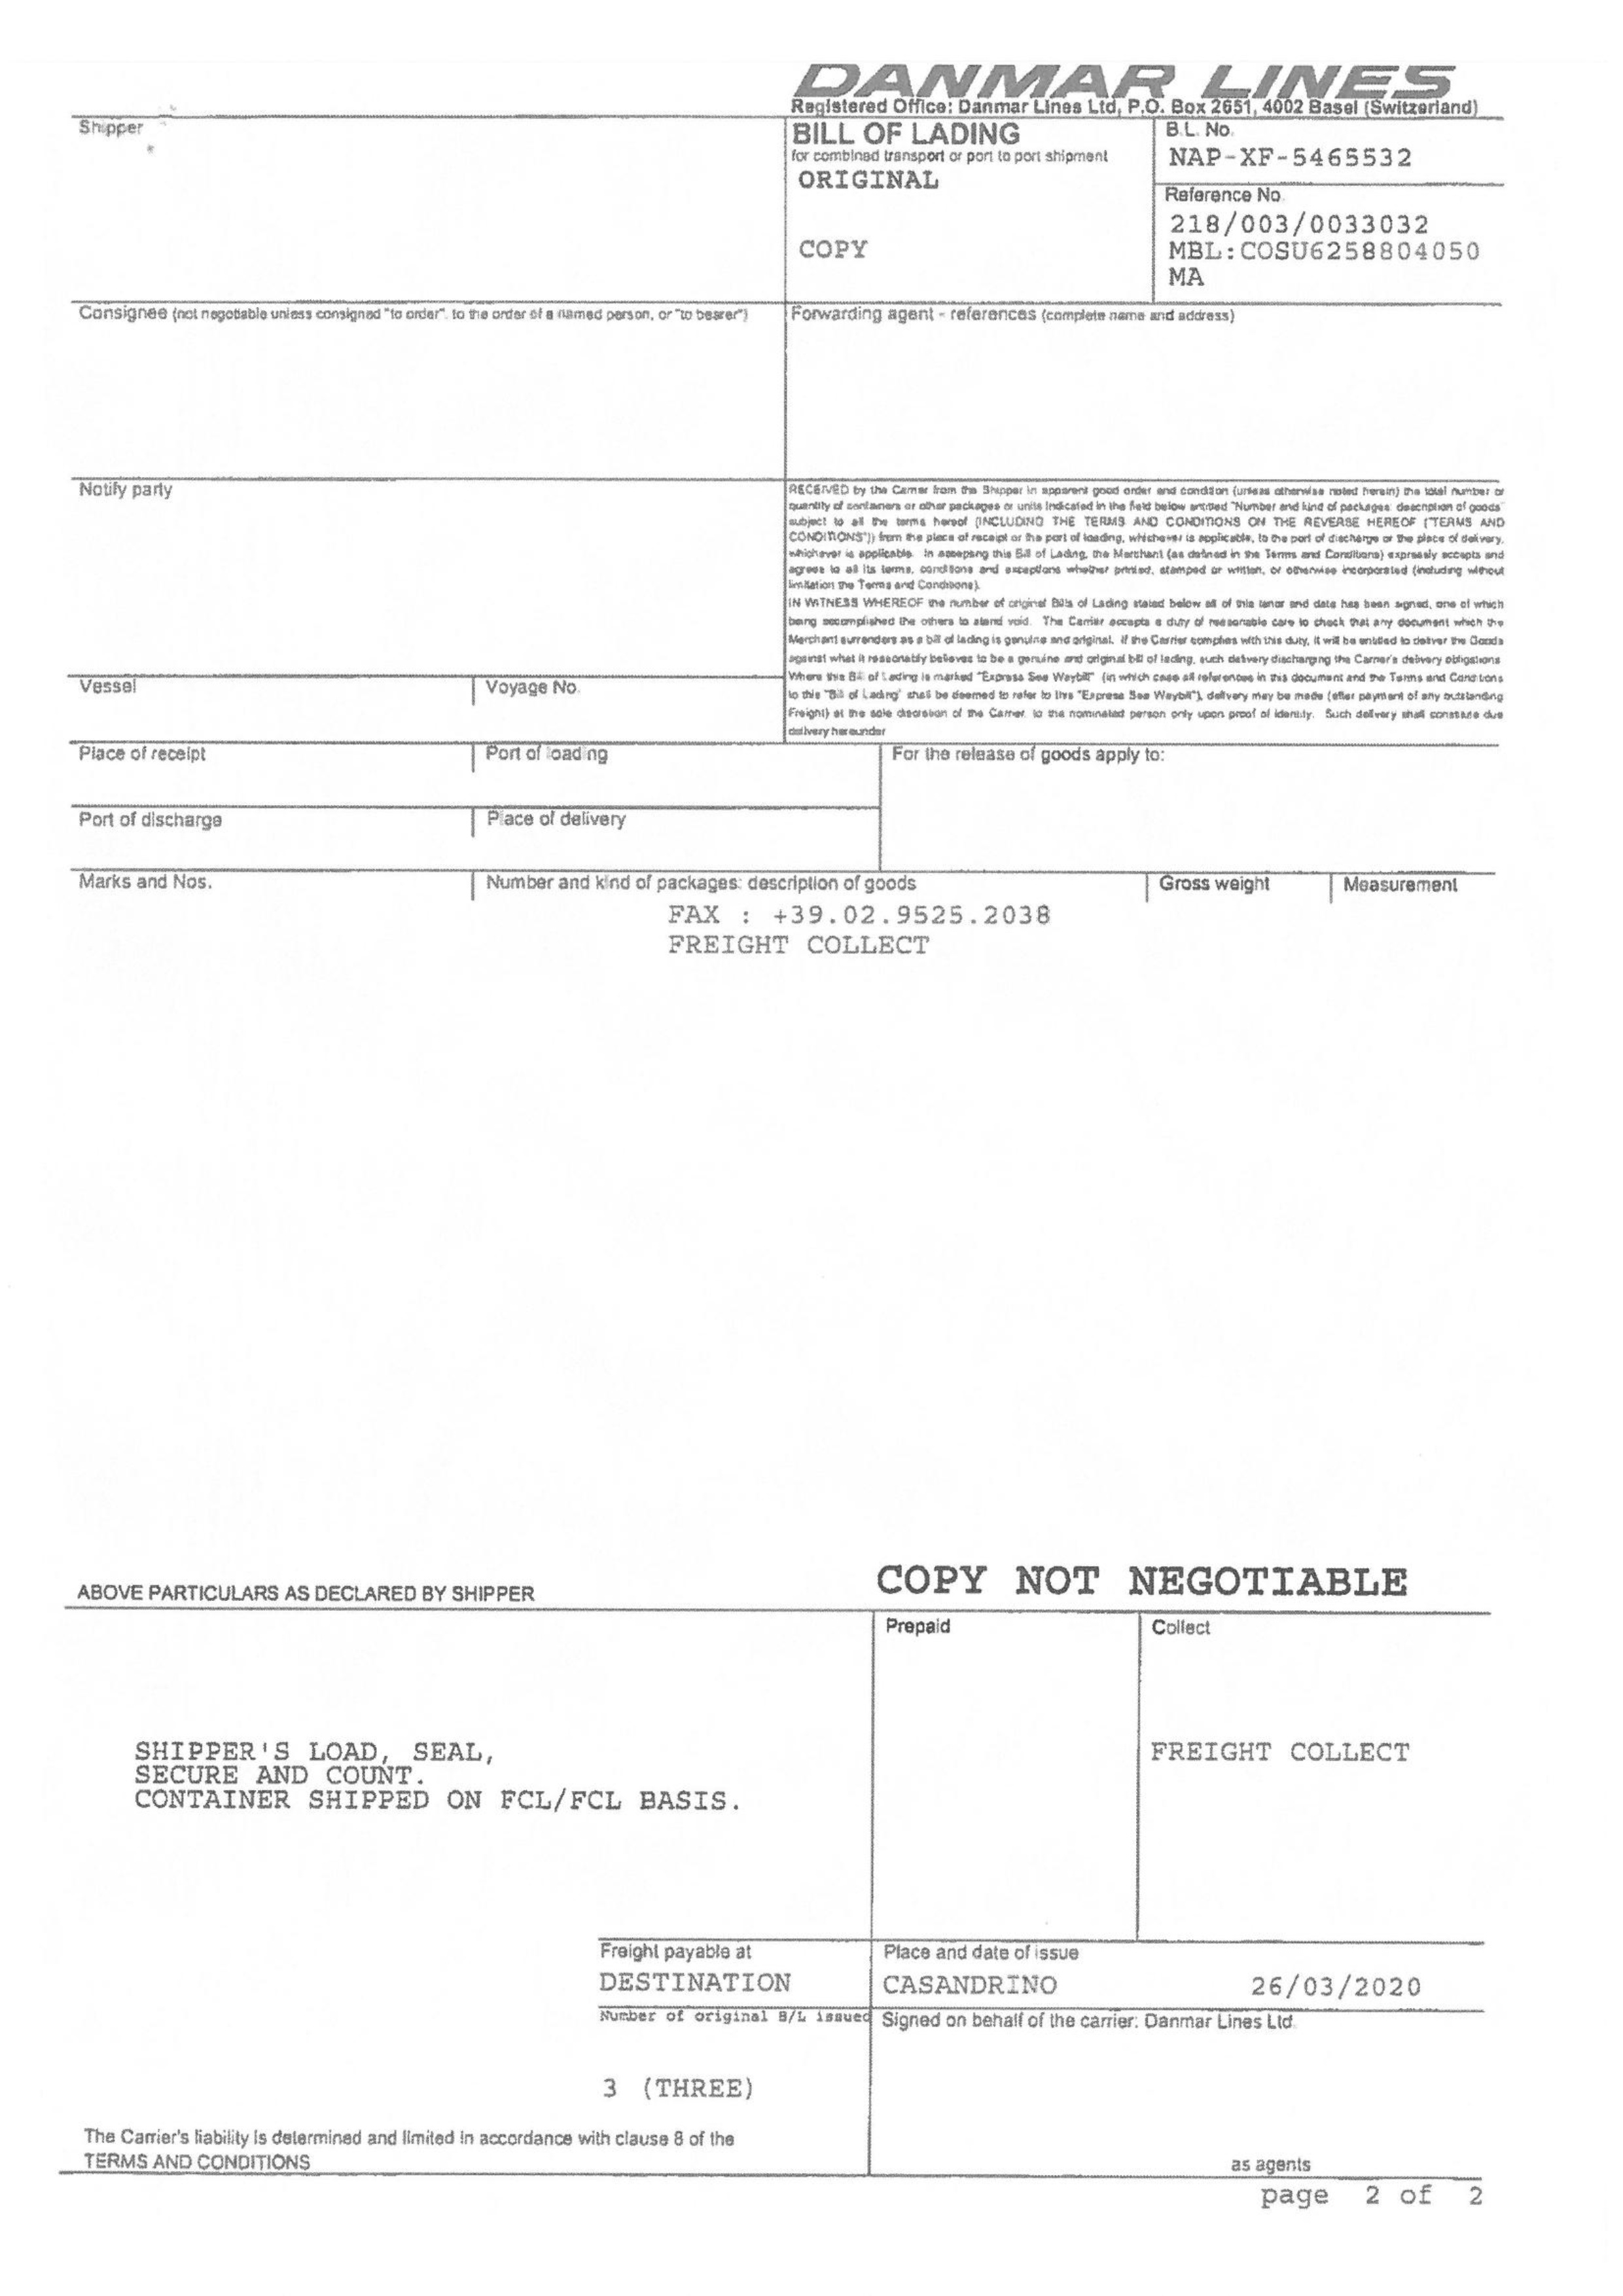 DANMAR LINES
Registered Office: Danmar Lines Ltd, P.O. Box 2651, 4002 Basel (Switzerland)
Shipper
BILL OF LADING
for combined transport or port to port shipment
ORIGINAL
COPY
B.L. No.
NAP-XF-5465532
Reference No.
218/003/0033032
MBL:COSU6258804050
MA
Consignee (not negotiable unless consigned "to order", to the order of a named person, or "to bearer")
Forwarding agent - references (complete name and address)
Notify party
RECEIVED by the Carrier from the Shipper in apparent good order and condition (unless otherwise noted herein) the total number or
quantity of containers or other packages or units indicated in the field below entitled "Number and kind of packages: description of goods"
subject to all the terms hereof (INCLUDING THE TERMS AND CONDITIONS ON THE REVERSE HEREOF ("TERMS AND
CONDITIONS")) from the place of receipt or the port of loading, whichever is applicable, to the port of discharge or the place of delivery,
whichever is applicable. In accepting this Bill of Lading, the Merchant (as defined in the Terms and Conditions) expressly accepts and
agrees to all its terms, conditions and exceptions whether printed, stamped or written, or otherwise incorporated (including without
limitation the Terms and Conditions).
IN WITNESS WHEREOF the number of original Bills of Lading stated below all of this tenor and date has been signed, one of which
being accomplished the others to stand void. The Carrier accepts a duty of reasonable care to check that any document which the
Merchant surrenders as a bill of lading is genuine and original. If the Carrier complies with this duty, it will be entitled to deliver the Goods
against what it reasonably believes to be a genuine and original bill of lading, such delivery discharging the Carrier's delivery obligations
Where this Bill of Lading is marked "Express Sea Waybill" (in which case all references in this document and the Terms and Conditions
to this "Bill of Lading" shall be deemed to refer to this "Express Sea Waybill"), delivery may be made (after payment of any outstanding
Freight) at the sole discretion of the Carrier, to the nominated person only upon proof of identity. Such delivery shall constitute due
delivery hereunder
Vessel
Voyage No.
Place of receipt
Port of loading
For the release of goods apply to:
Port of discharge
Place of delivery
Marks and Nos.
Number and kind of packages: description of goods
Gross weight
Measurement
FAX : +39.02.9525.2038
FREIGHT COLLECT
ABOVE PARTICULARS AS DECLARED BY SHIPPER
COPY NOT NEGOTIABLE
Prepaid
Collect
SHIPPER'S LOAD, SEAL,
SECURE AND COUNT.
CONTAINER SHIPPED ON FCL/FCL BASIS.
FREIGHT COLLECT
Freight payable at
DESTINATION
Place and date of issue
CASANDRINO 26/03/2020
Number of original B/L issued
Signed on behalf of the carrier: Danmar Lines Ltd.
3 (THREE)
The Carrier's liability is determined and limited in accordance with clause 8 of the
TERMS AND CONDITIONS
as agents
page 2 of 2